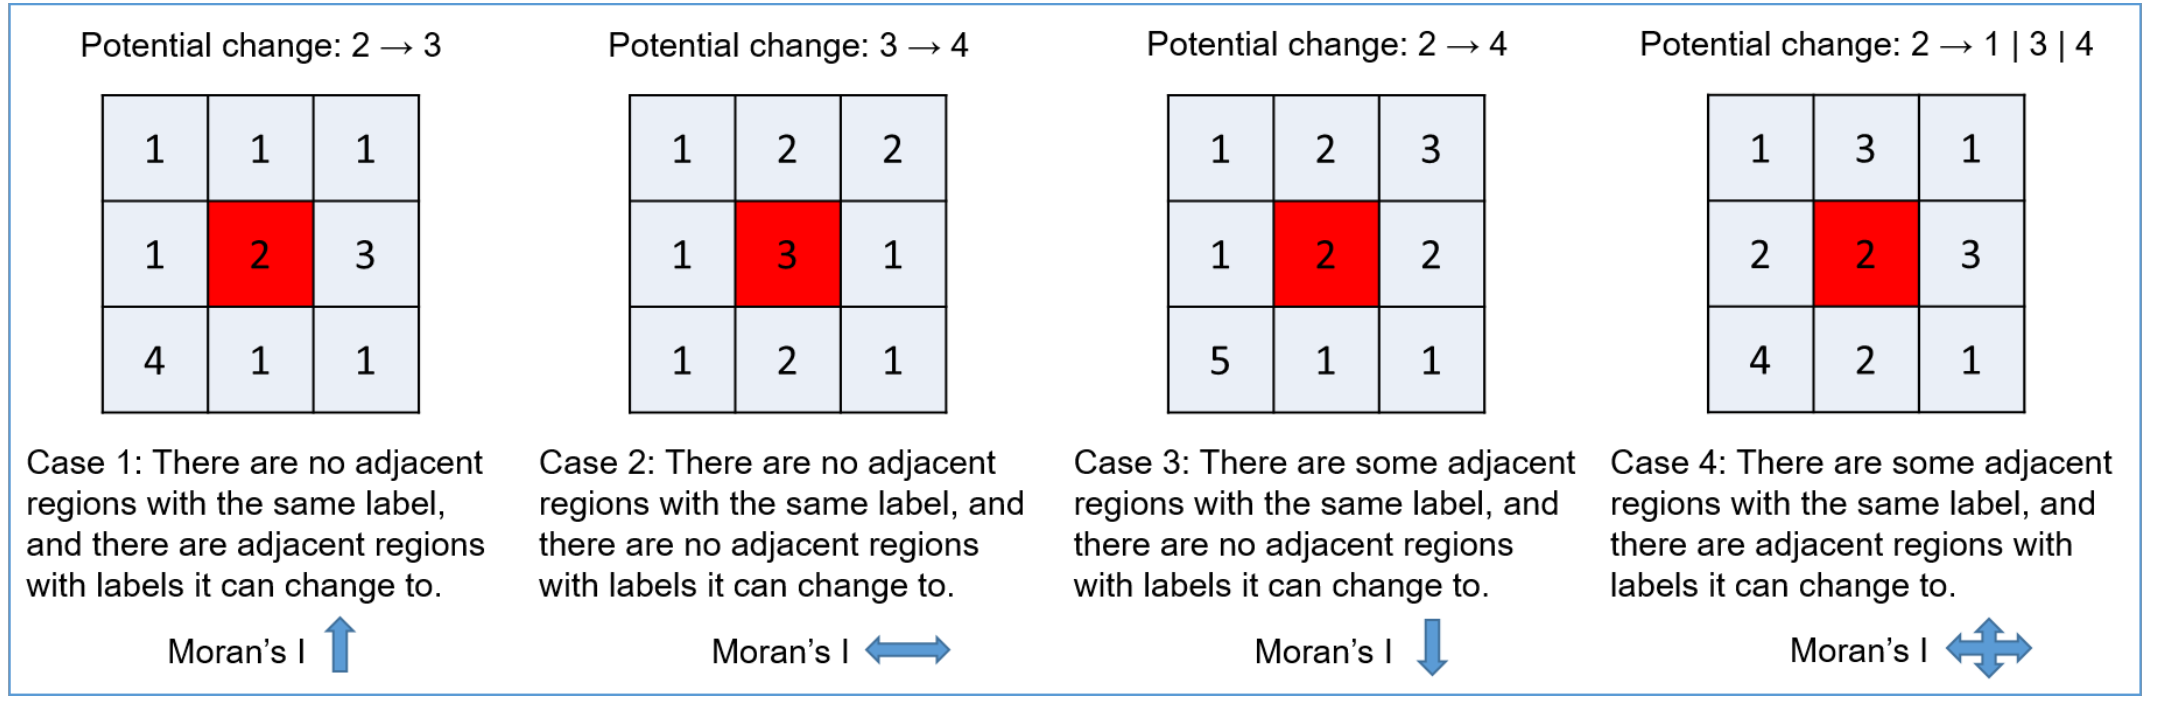 Potential change: 2 → 3
1 1 1
1 2 3
4 1 1
Case 1: There are no adjacent
regions with the same label,
and there are adjacent regions
with labels it can change to.
Moran's I
Potential change: 3 → 4
1 2 2
1 3 1
1 2 1
Case 2: There are no adjacent
regions with the same label, and
there are no adjacent regions
with labels it can change to.
Moran's I
Potential change: 2 → 4
1 2 3
1 2 2
5 1 1
Case 3: There are some adjacent
regions with the same label, and
there are no adjacent regions
with labels it can change to.
Moran's I
Potential change: 2 → 1 | 3 | 4
1 3 1
2 2 3
4 2 1
Case 4: There are some adjacent
regions with the same label, and
there are adjacent regions with
labels it can change to.
Moran's I